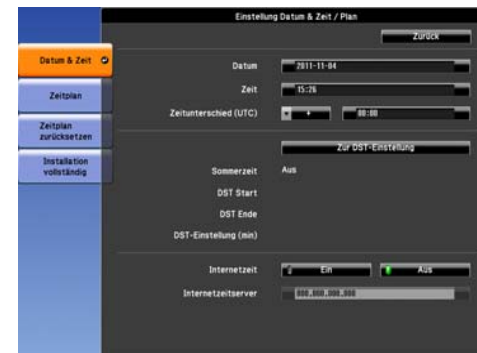 Einstellung Datum & Zeit / Plan
Zurück
Datum & Zeit
Zeitplan
Zeitplan
zurücksetzen
Installation
vollständig
Datum 2011-11-04
Zeit 15:26
Zeitunterschied (UTC) + 00:00
Zur DST-Einstellung
Sommerzeit Aus
DST Start
DST Ende
DST-Einstellung (min)
Internetzeit Ein Aus
Internetzeitserver 000.000.000.000